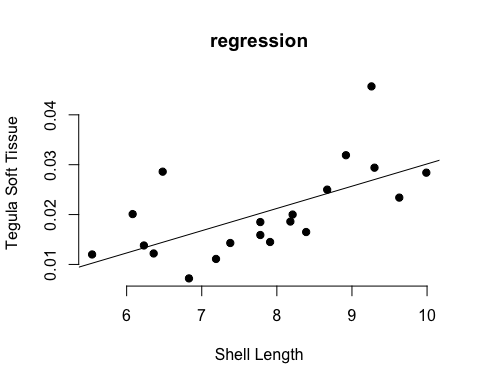 regression
Tegula Soft Tissue
0.04
0.03
0.02
0.01
6 7 8 9 10
Shell Length